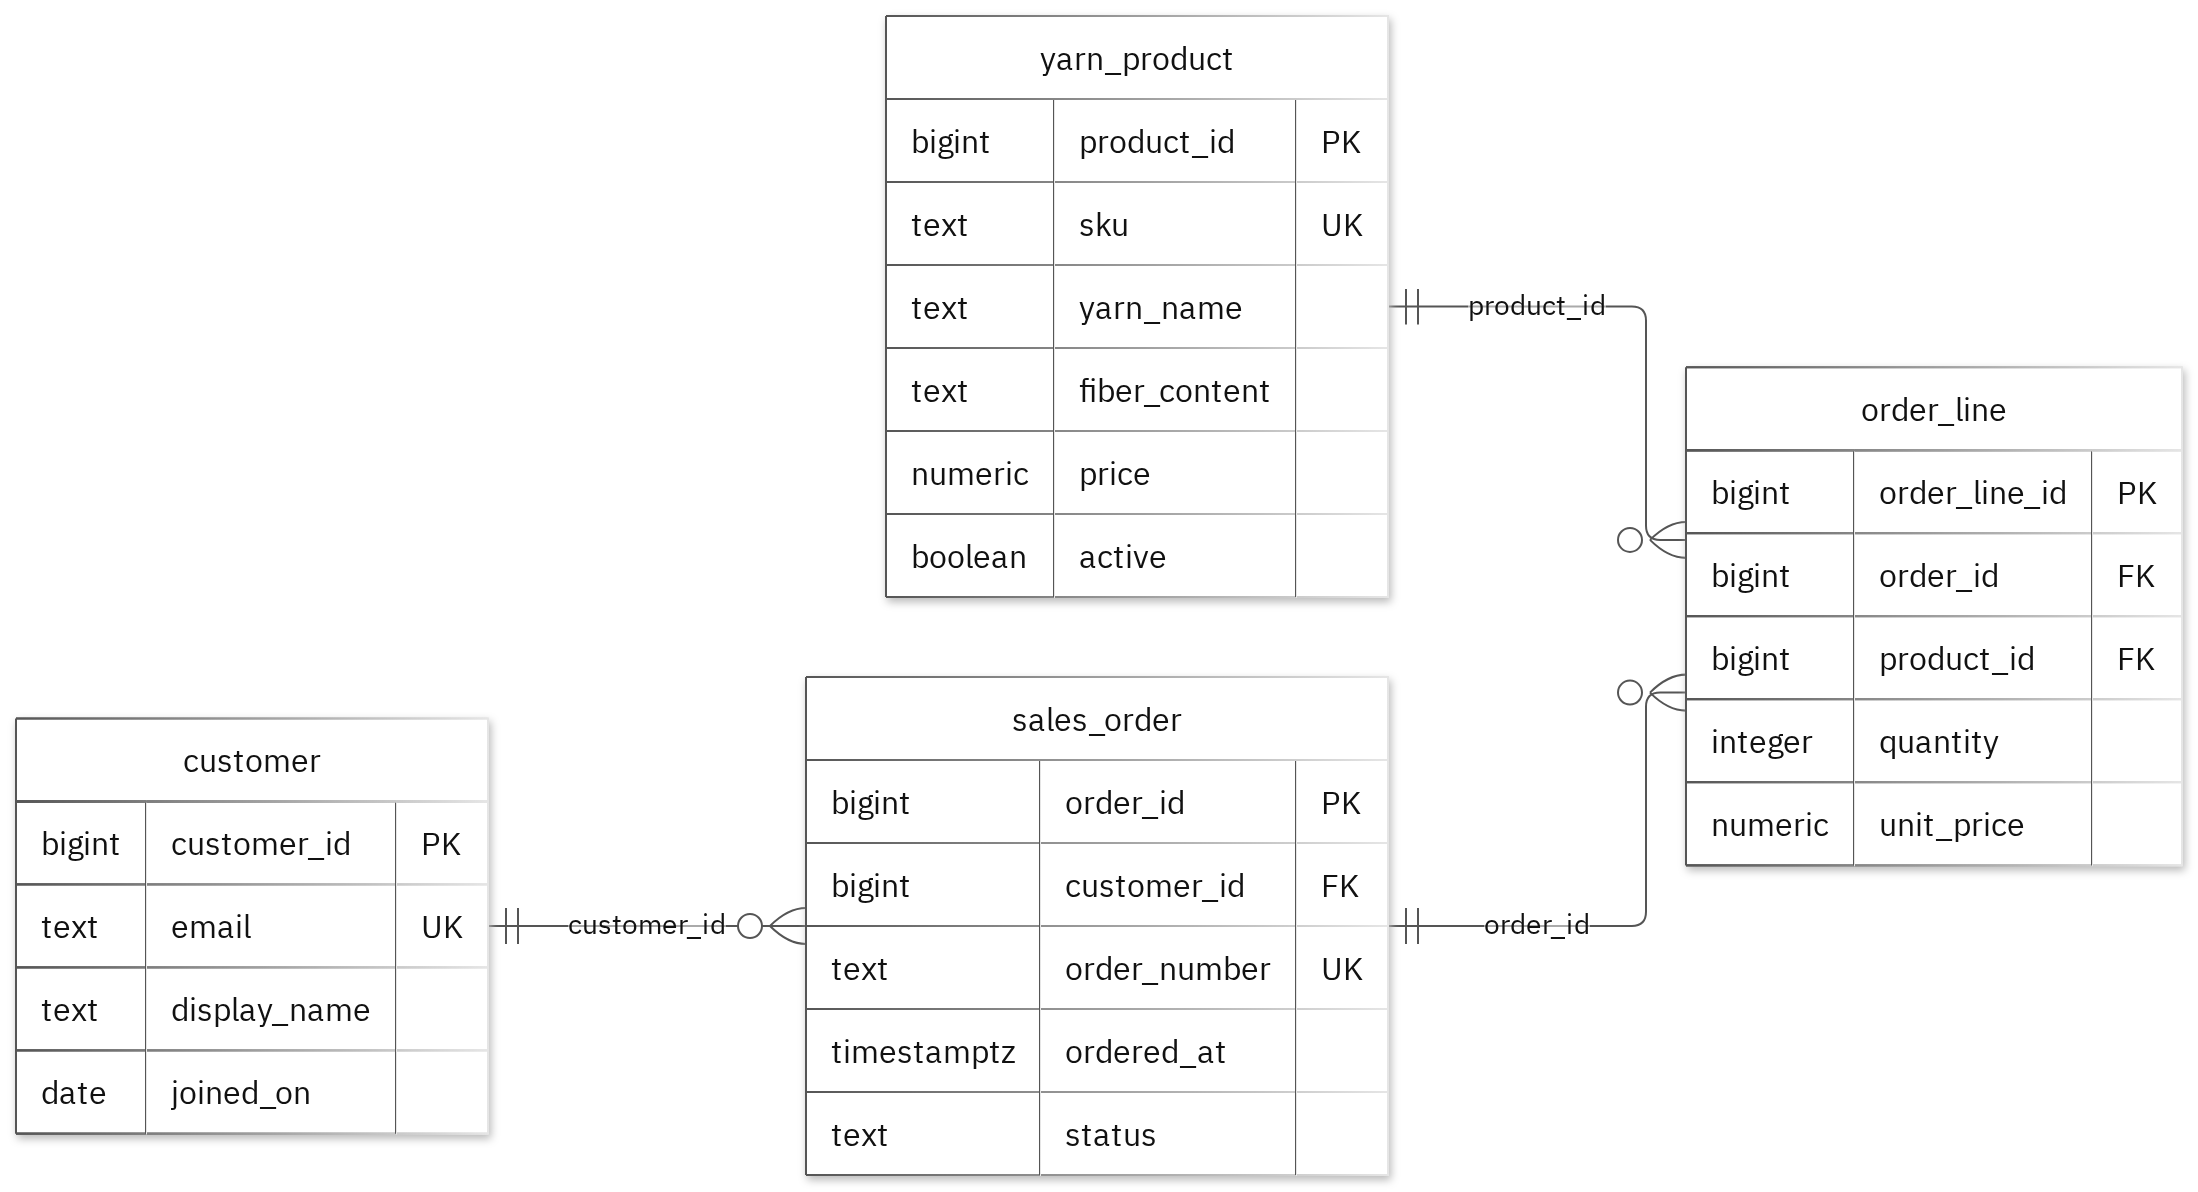 yarn_product
bigint product_id PK
text sku UK
text yarn_name
text fiber_content
numeric price
boolean active
product_id
order_line
bigint order_line_id PK
bigint order_id FK
bigint product_id FK
integer quantity
numeric unit_price
customer
bigint customer_id PK
text email UK
text display_name
date joined_on
customer_id
sales_order
bigint order_id PK
bigint customer_id FK
text order_number UK
timestamptz ordered_at
text status
order_id